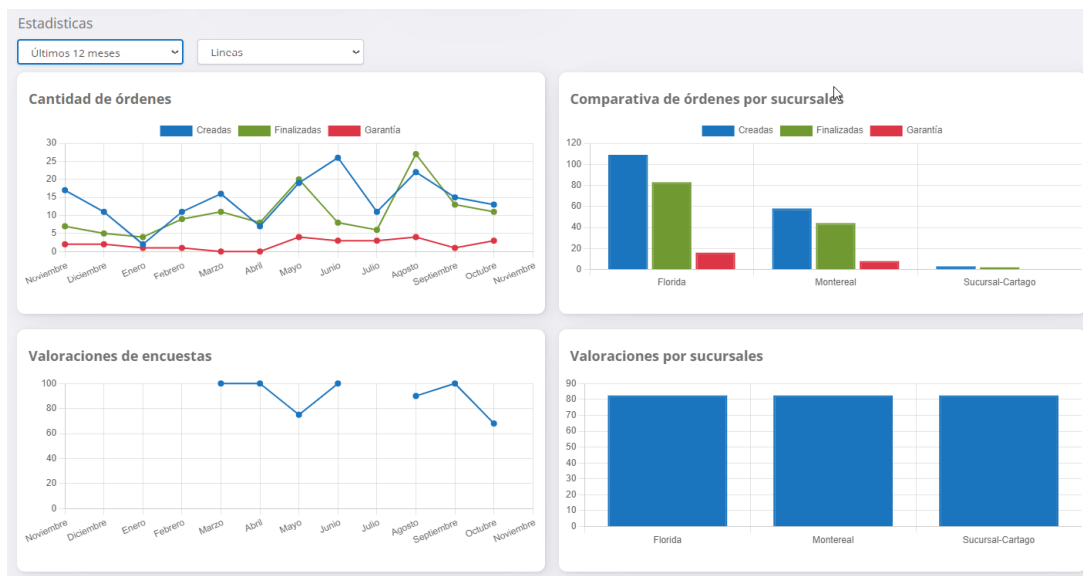 Estadisticas
Últimos 12 meses
Lineas
Cantidad de órdenes
Creadas Finalizadas Garantía
30
25
20
15
10
5
0
Noviembre Diciembre Enero Febrero Marzo Abril Mayo Junio Julio Agosto Septiembre Octubre Noviembre
Comparativa de órdenes por sucursales
Creadas Finalizadas Garantía
120
100
80
60
40
20
0
Florida Montereal Sucursal-Cartago
Valoraciones de encuestas
100
80
60
40
20
0
Noviembre Diciembre Enero Febrero Marzo Abril Mayo Junio Julio Agosto Septiembre Octubre Noviembre
Valoraciones por sucursales
90
80
70
60
50
40
30
20
10
0
Florida Montereal Sucursal-Cartago